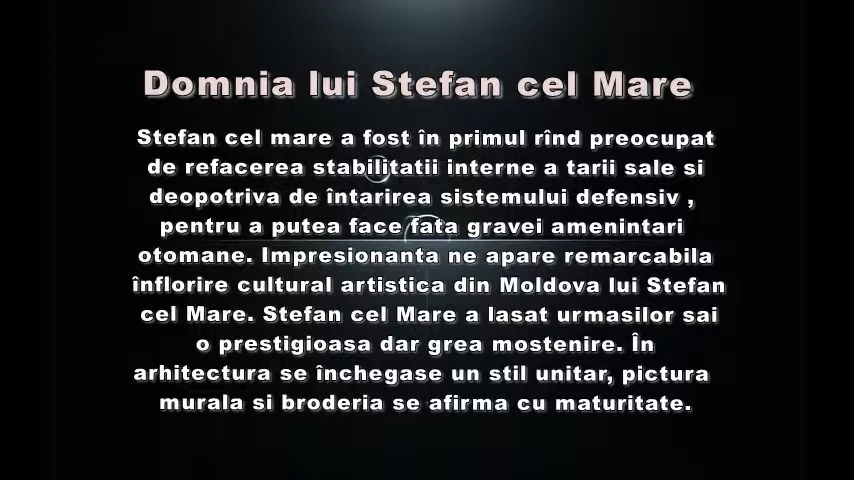 Domnia lui Stefan cel Mare
Stefan cel mare a fost în primul rînd preocupat
de refacerea stabilitatii interne a tarii sale si
deopotriva de întarirea sistemului defensiv ,
pentru a putea face fata gravei amenintari
otomane. Impresionanta ne apare remarcabila
înflorire cultural artistica din Moldova lui Stefan
cel Mare. Stefan cel Mare a lasat urmasilor sai
o prestigioasa dar grea mostenire. În
arhitectura se închegase un stil unitar, pictura
murala si broderia se afirma cu maturitate.